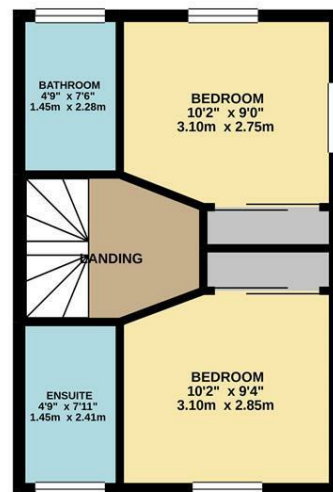 BATHROOM
4'9" x 7'6"
1.45m x 2.28m
BEDROOM
10'2" x 9'0"
3.10m x 2.75m
LANDING
BEDROOM
10'2" x 9'4"
3.10m x 2.85m
ENSUITE
4'9" x 7'11"
1.45m x 2.41m